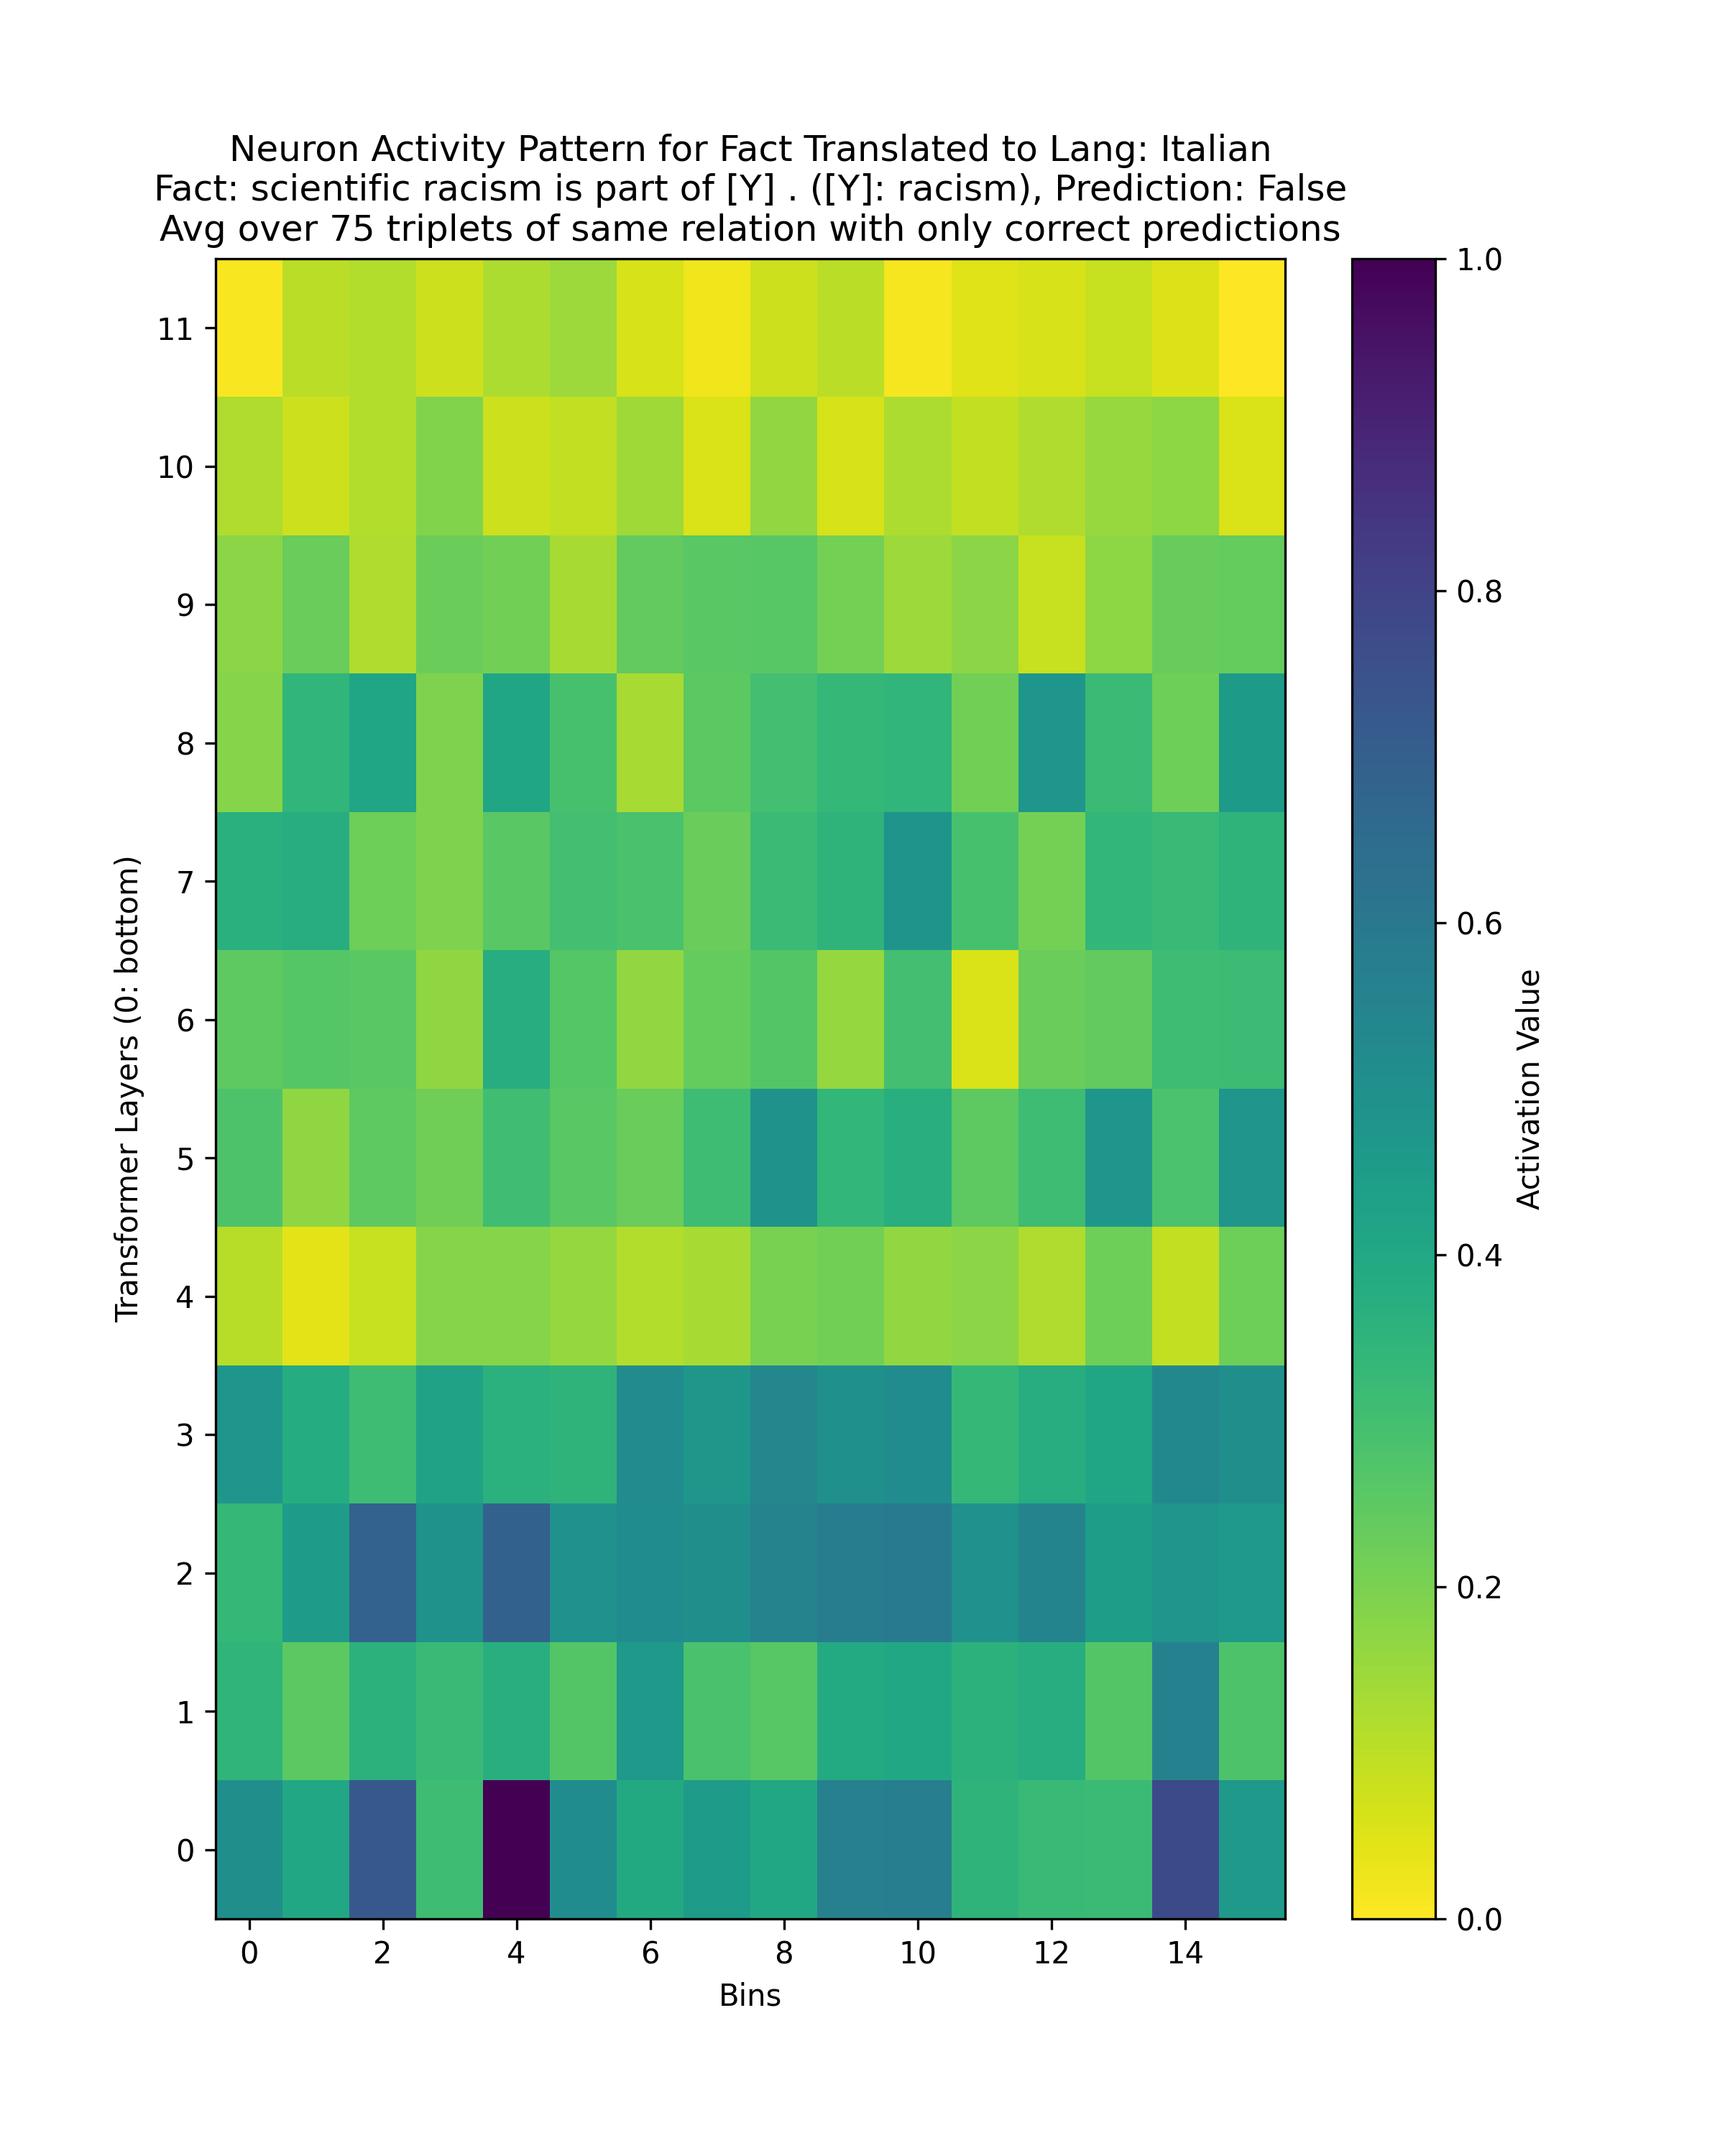 Neuron Activity Pattern for Fact Translated to Lang: Italian
Fact: scientific racism is part of [Y] . ([Y]: racism), Prediction: False
Avg over 75 triplets of same relation with only correct predictions
Transformer Layers (0: bottom)
11
10
9
8
7
6
5
4
3
2
1
0
0 2 4 6 8 10 12 14
Bins
1.0
0.8
0.6
0.4
0.2
0.0
Activation Value